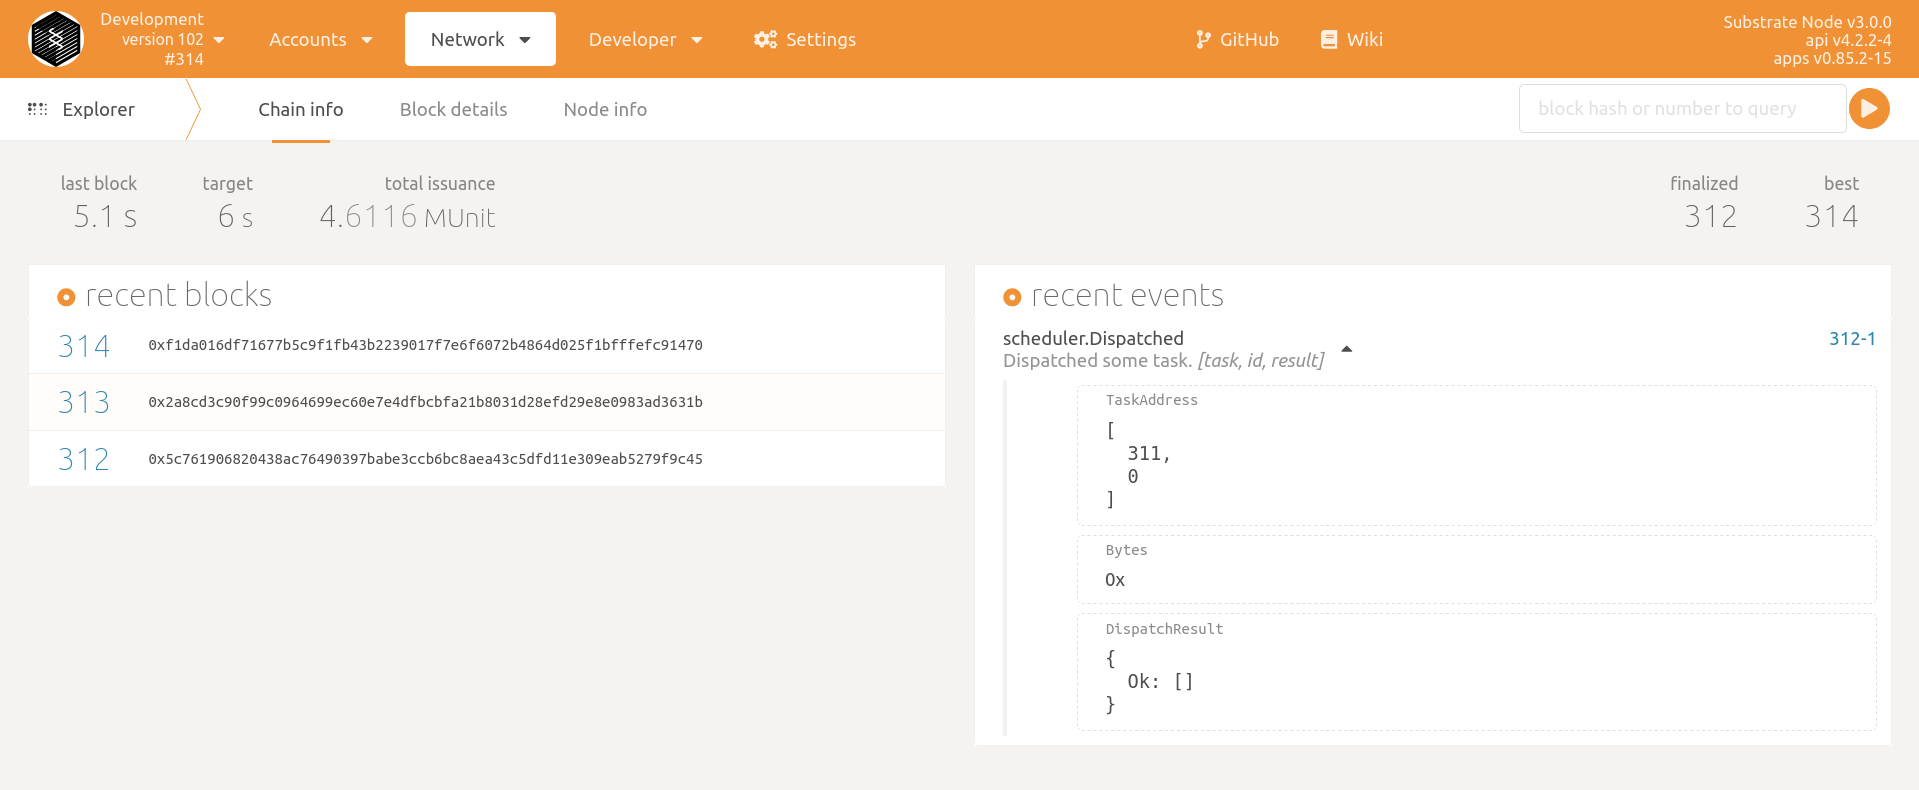 Development
version 102
#314
Accounts
Network
Developer
Settings
GitHub
Wiki
Substrate Node v3.0.0
api v4.2.2-4
apps v0.85.2-15
Explorer
Chain info
Block details
Node info
block hash or number to query
last block
5.1 s
target
6 s
total issuance
4.6116 MUnit
finalized
312
best
314
recent blocks
314 0xf1da016df71677b5c9f1fb43b2239017f7e6f6072b4864d025f1bfffefc91470
313 0x2a8cd3c90f99c0964699ec60e7e4dfbcbfa21b8031d28efd29e8e0983ad3631b
312 0x5c761906820438ac76490397babe3ccb6bc8aea43c5dfd11e309eab5279f9c45
recent events
scheduler.Dispatched
312-1
Dispatched some task. [task, id, result]
TaskAddress
[
311,
0
]
Bytes
0x
DispatchResult
{
Ok: []
}